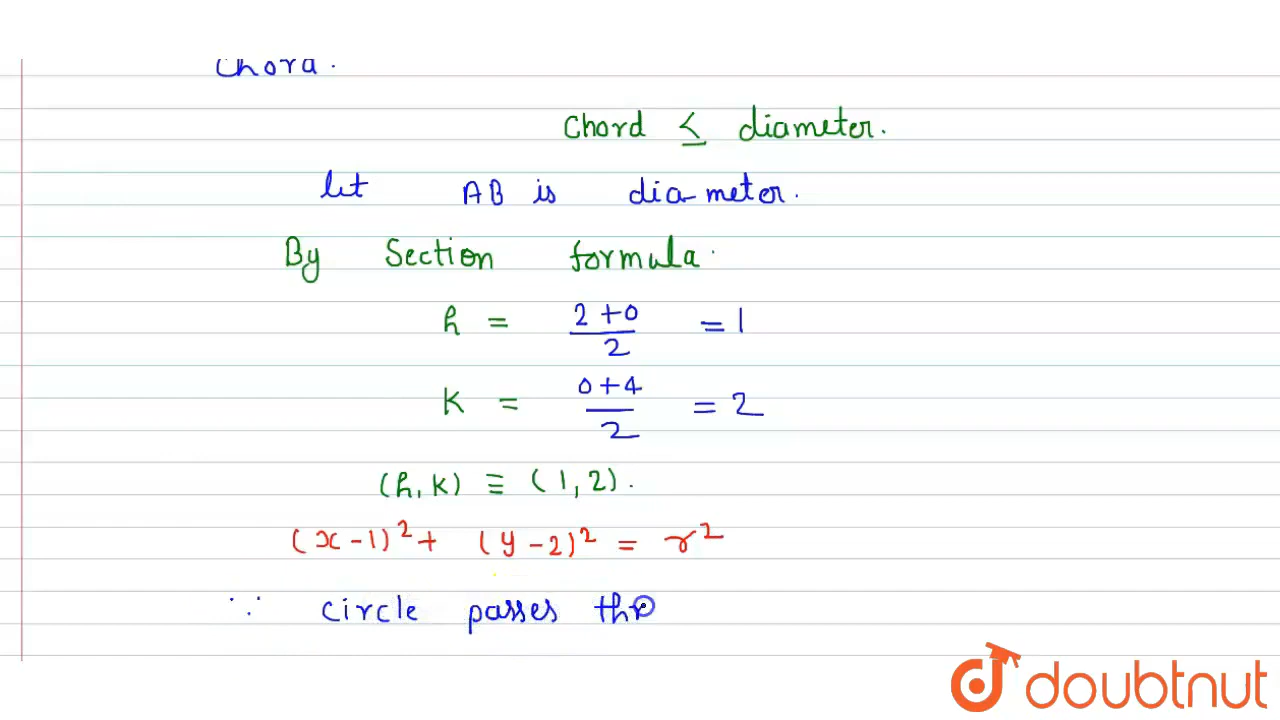 Chord.
Chord ≤ diameter.
let AB is diameter.
By Section formula.
h = 2+0/2 = 1
K = 0+4/2 = 2
(h, K) ≡ (1, 2).
(x-1)² + (y-2)² = r²
∵ circle passes thr
doubtnut